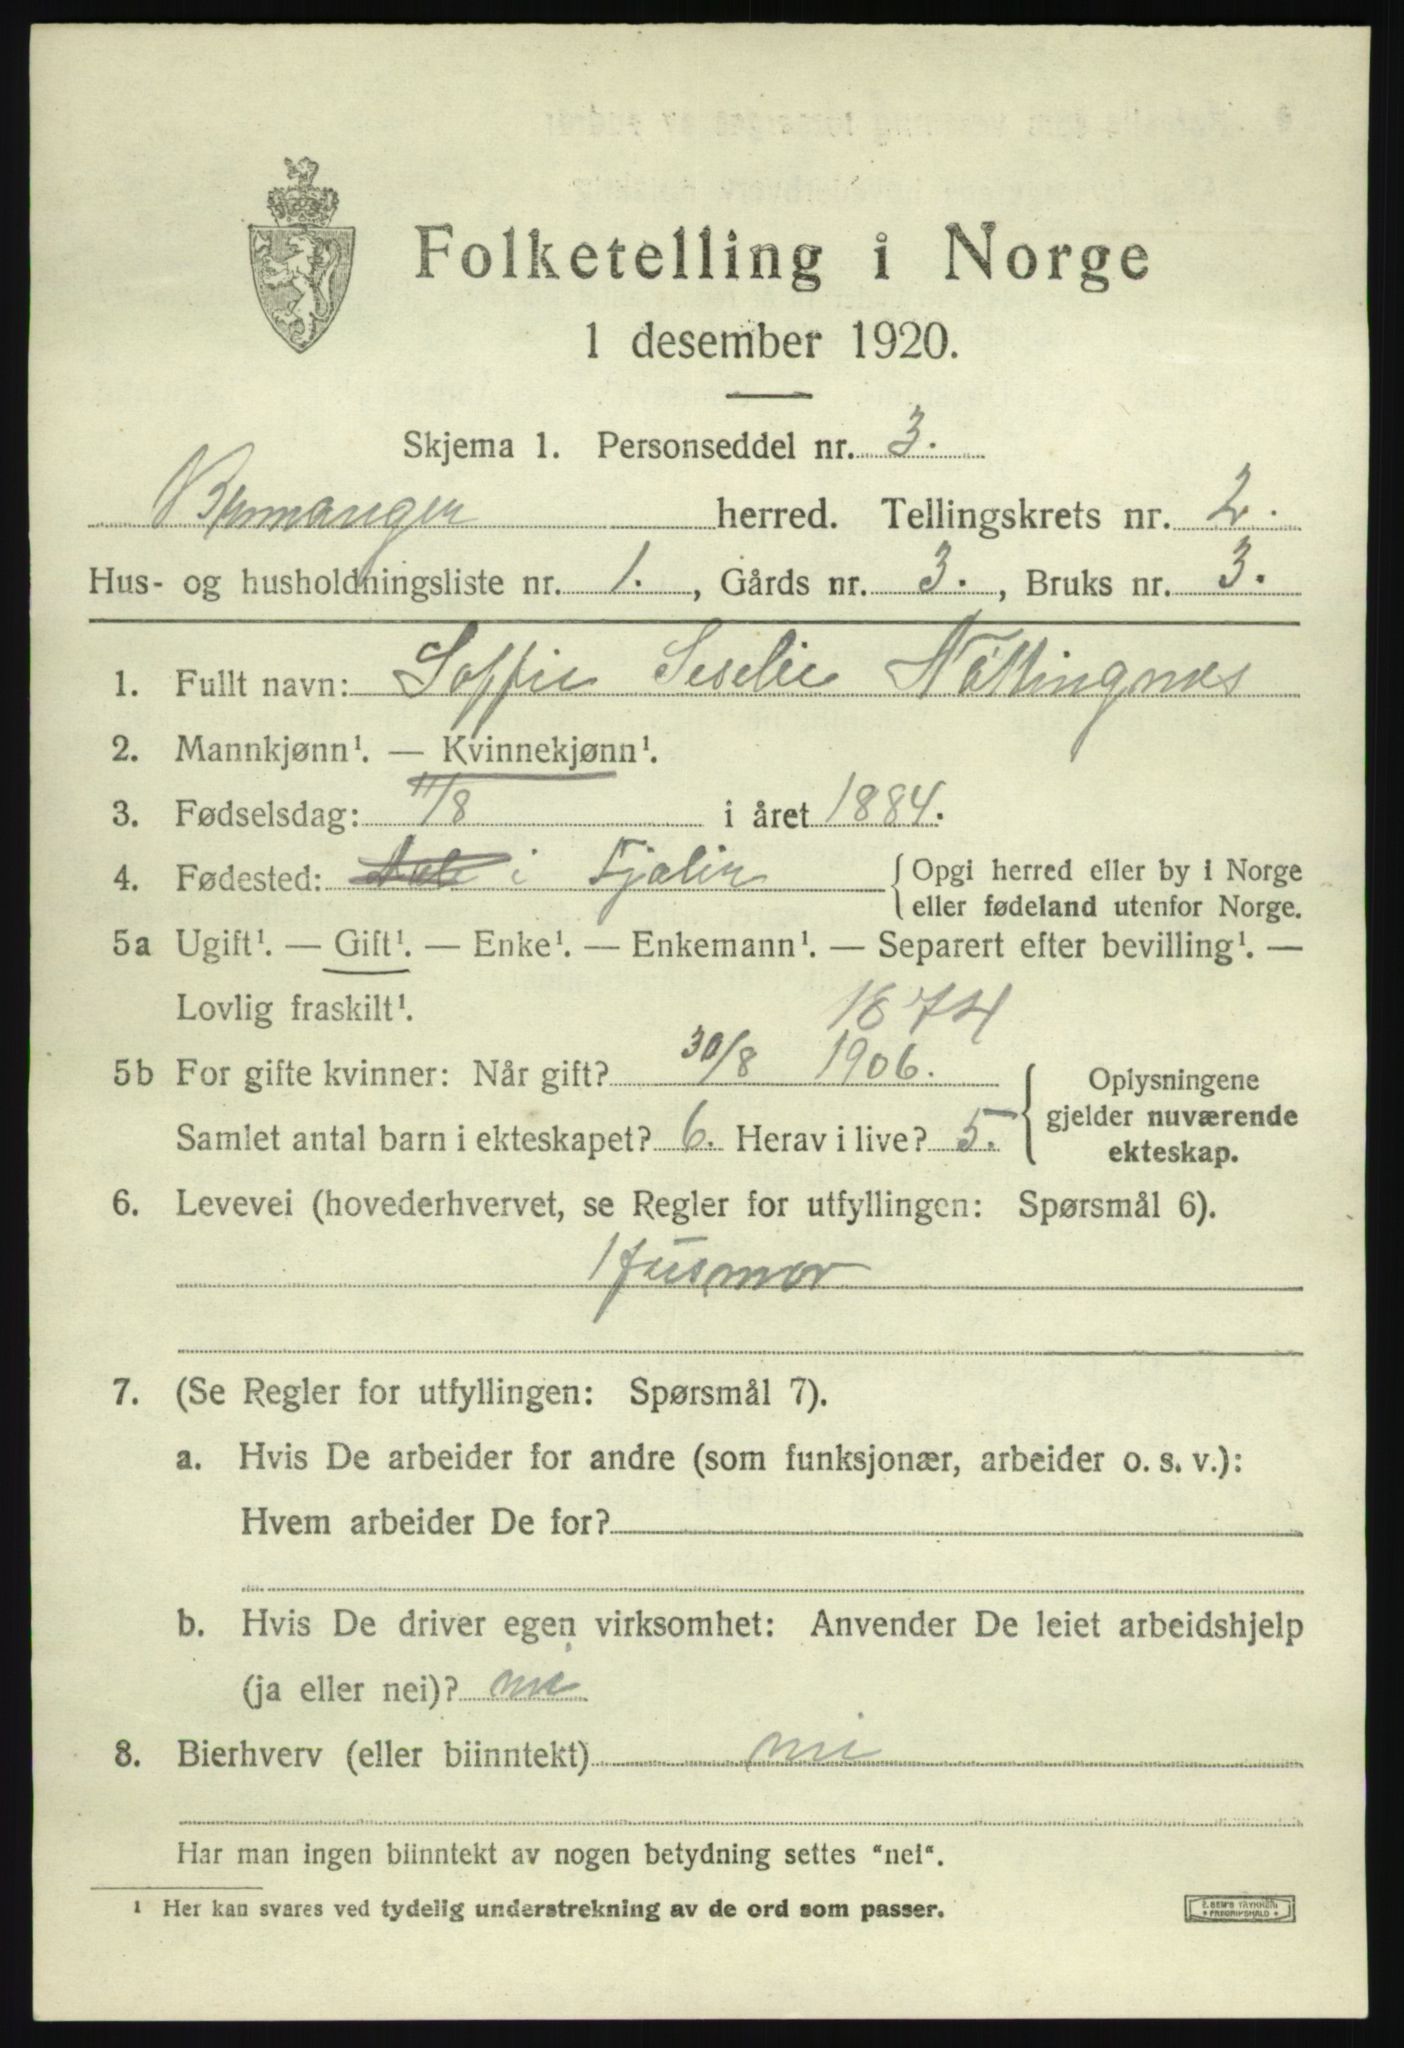 Folketelling i Norge
1 desember 1920.
Skjema 1. Personseddel nr. 3.
Bremanger herred. Tellingskrets nr. 2.
Hus- og husholdningsliste nr. 1., Gårds nr. 3., Bruks nr. 3.
1. Fullt navn: Soffie Seselie Nöttingnes
2. Mannkjønn¹. — Kvinnekjønn¹.
3. Fødselsdag: 11/8 i året 1884.
4. Fødested: i Fjaler { Opgi herred eller by i Norge
eller fødeland utenfor Norge.
5a Ugift¹. — Gift¹. — Enke¹. — Enkemann¹. — Separert efter bevilling¹. —
Lovlig fraskilt¹.
1874
5b For gifte kvinner: Når gift? 30/8 1906.
Samlet antal barn i ekteskapet? 6. Herav i live? 5.
{ Oplysningene
gjelder nuværende
ekteskap.
6. Levevei (hovederhvervet, se Regler for utfyllingen: Spørsmål 6).
Husmor
7. (Se Regler for utfyllingen: Spørsmål 7).
a. Hvis De arbeider for andre (som funksjonær, arbeider o. s. v.):
Hvem arbeider De for?
b. Hvis De driver egen virksomhet: Anvender De leiet arbeidshjelp
(ja eller nei)? nei
8. Bierhverv (eller biinntekt) nei
Har man ingen biinntekt av nogen betydning settes "nei".
¹ Her kan svares ved tydelig understrekning av de ord som passer.